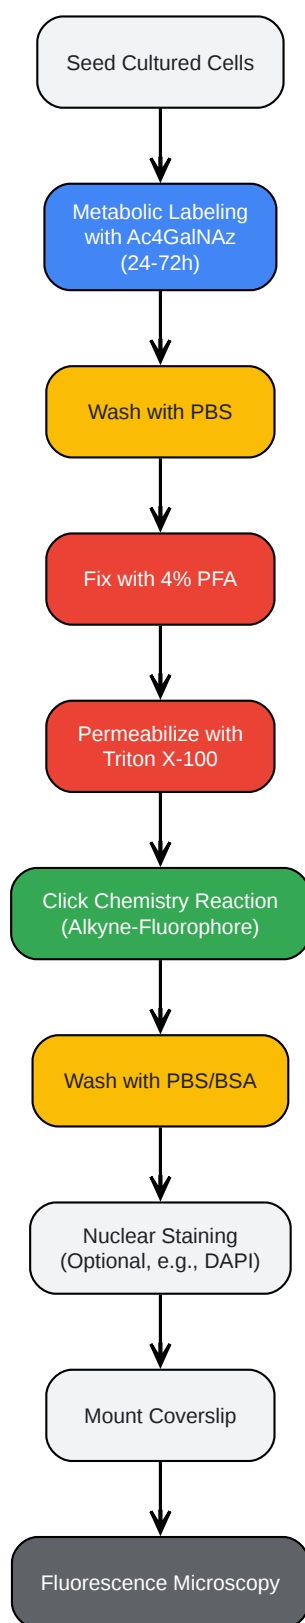 Seed Cultured Cells
Metabolic Labeling
with Ac4GalNAz
(24-72h)
Wash with PBS
Fix with 4% PFA
Permeabilize with
Triton X-100
Click Chemistry Reaction
(Alkyne-Fluorophore)
Wash with PBS/BSA
Nuclear Staining
(Optional, e.g., DAPI)
Mount Coverslip
Fluorescence Microscopy